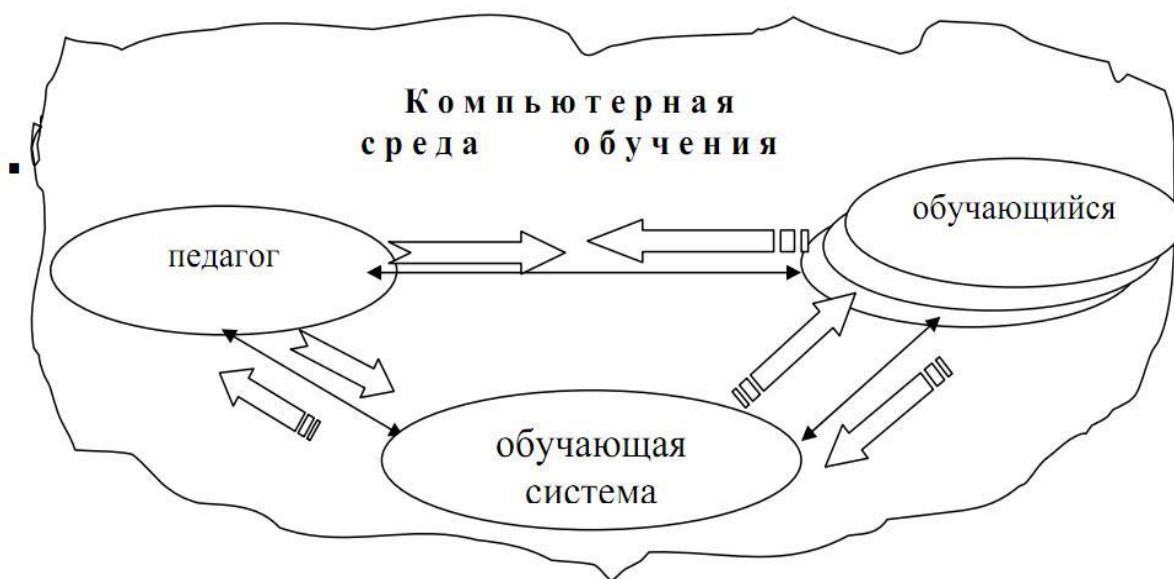 Компьютерная
среда обучения
педагог
обучающийся
обучающая
система